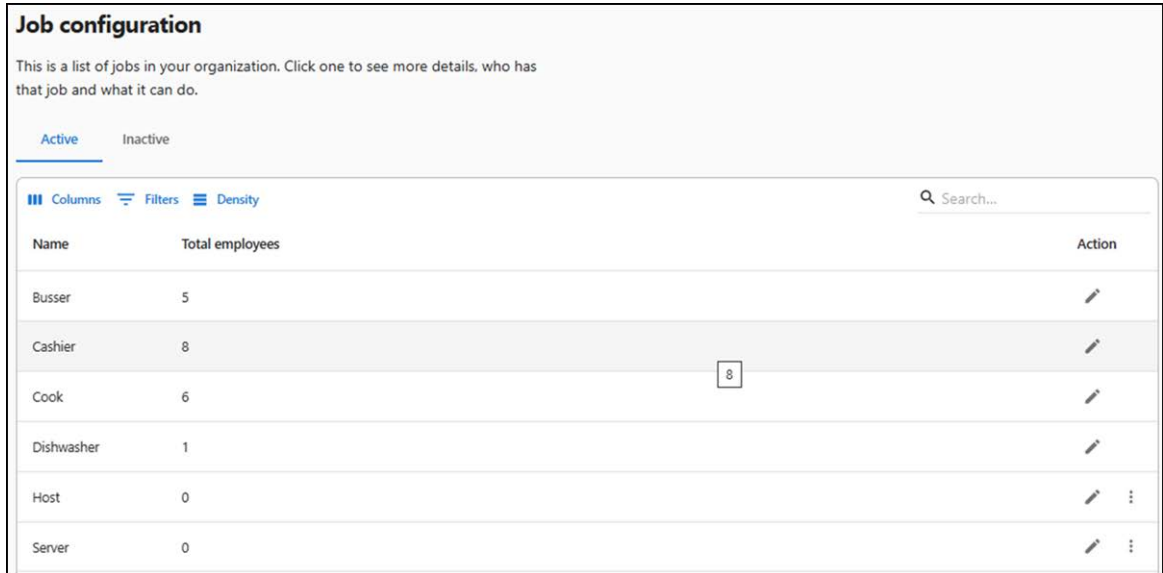 Job configuration
This is a list of jobs in your organization. Click one to see more details, who has
that job and what it can do.
Active Inactive
Columns Filters Density Search...
Name Total employees Action
Busser 5
Cashier 8
8
Cook 6
Dishwasher 1
Host 0
Server 0